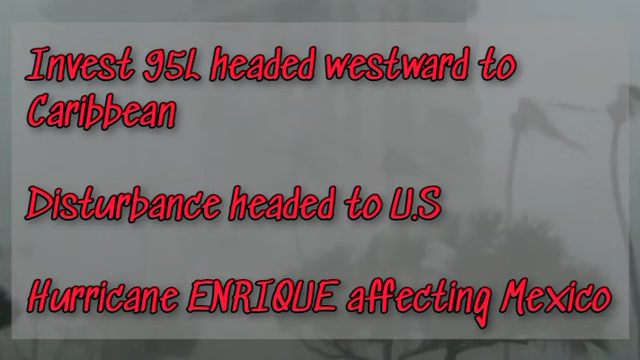 Invest 95L headed westward to
Caribbean
Disturbance headed to U.S
Hurricane ENRIQUE affecting Mexico